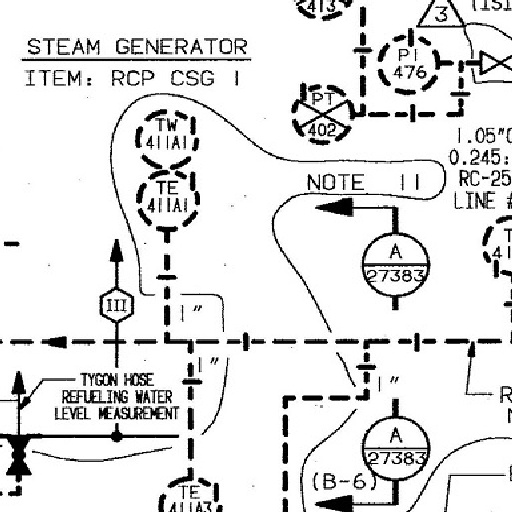 413
3
STEAM GENERATOR
ITEM: RCP CSG 1
PI
476
PT
402
TW
411A1
TE
411A1
1.05"
0.245
RC-25
LINE #
NOTE 11
A
27383
III
1"
1"
TYGON HOSE
REFUELING WATER
LEVEL MEASUREMENT
1"
A
27383
(B-6)
TE
411A3